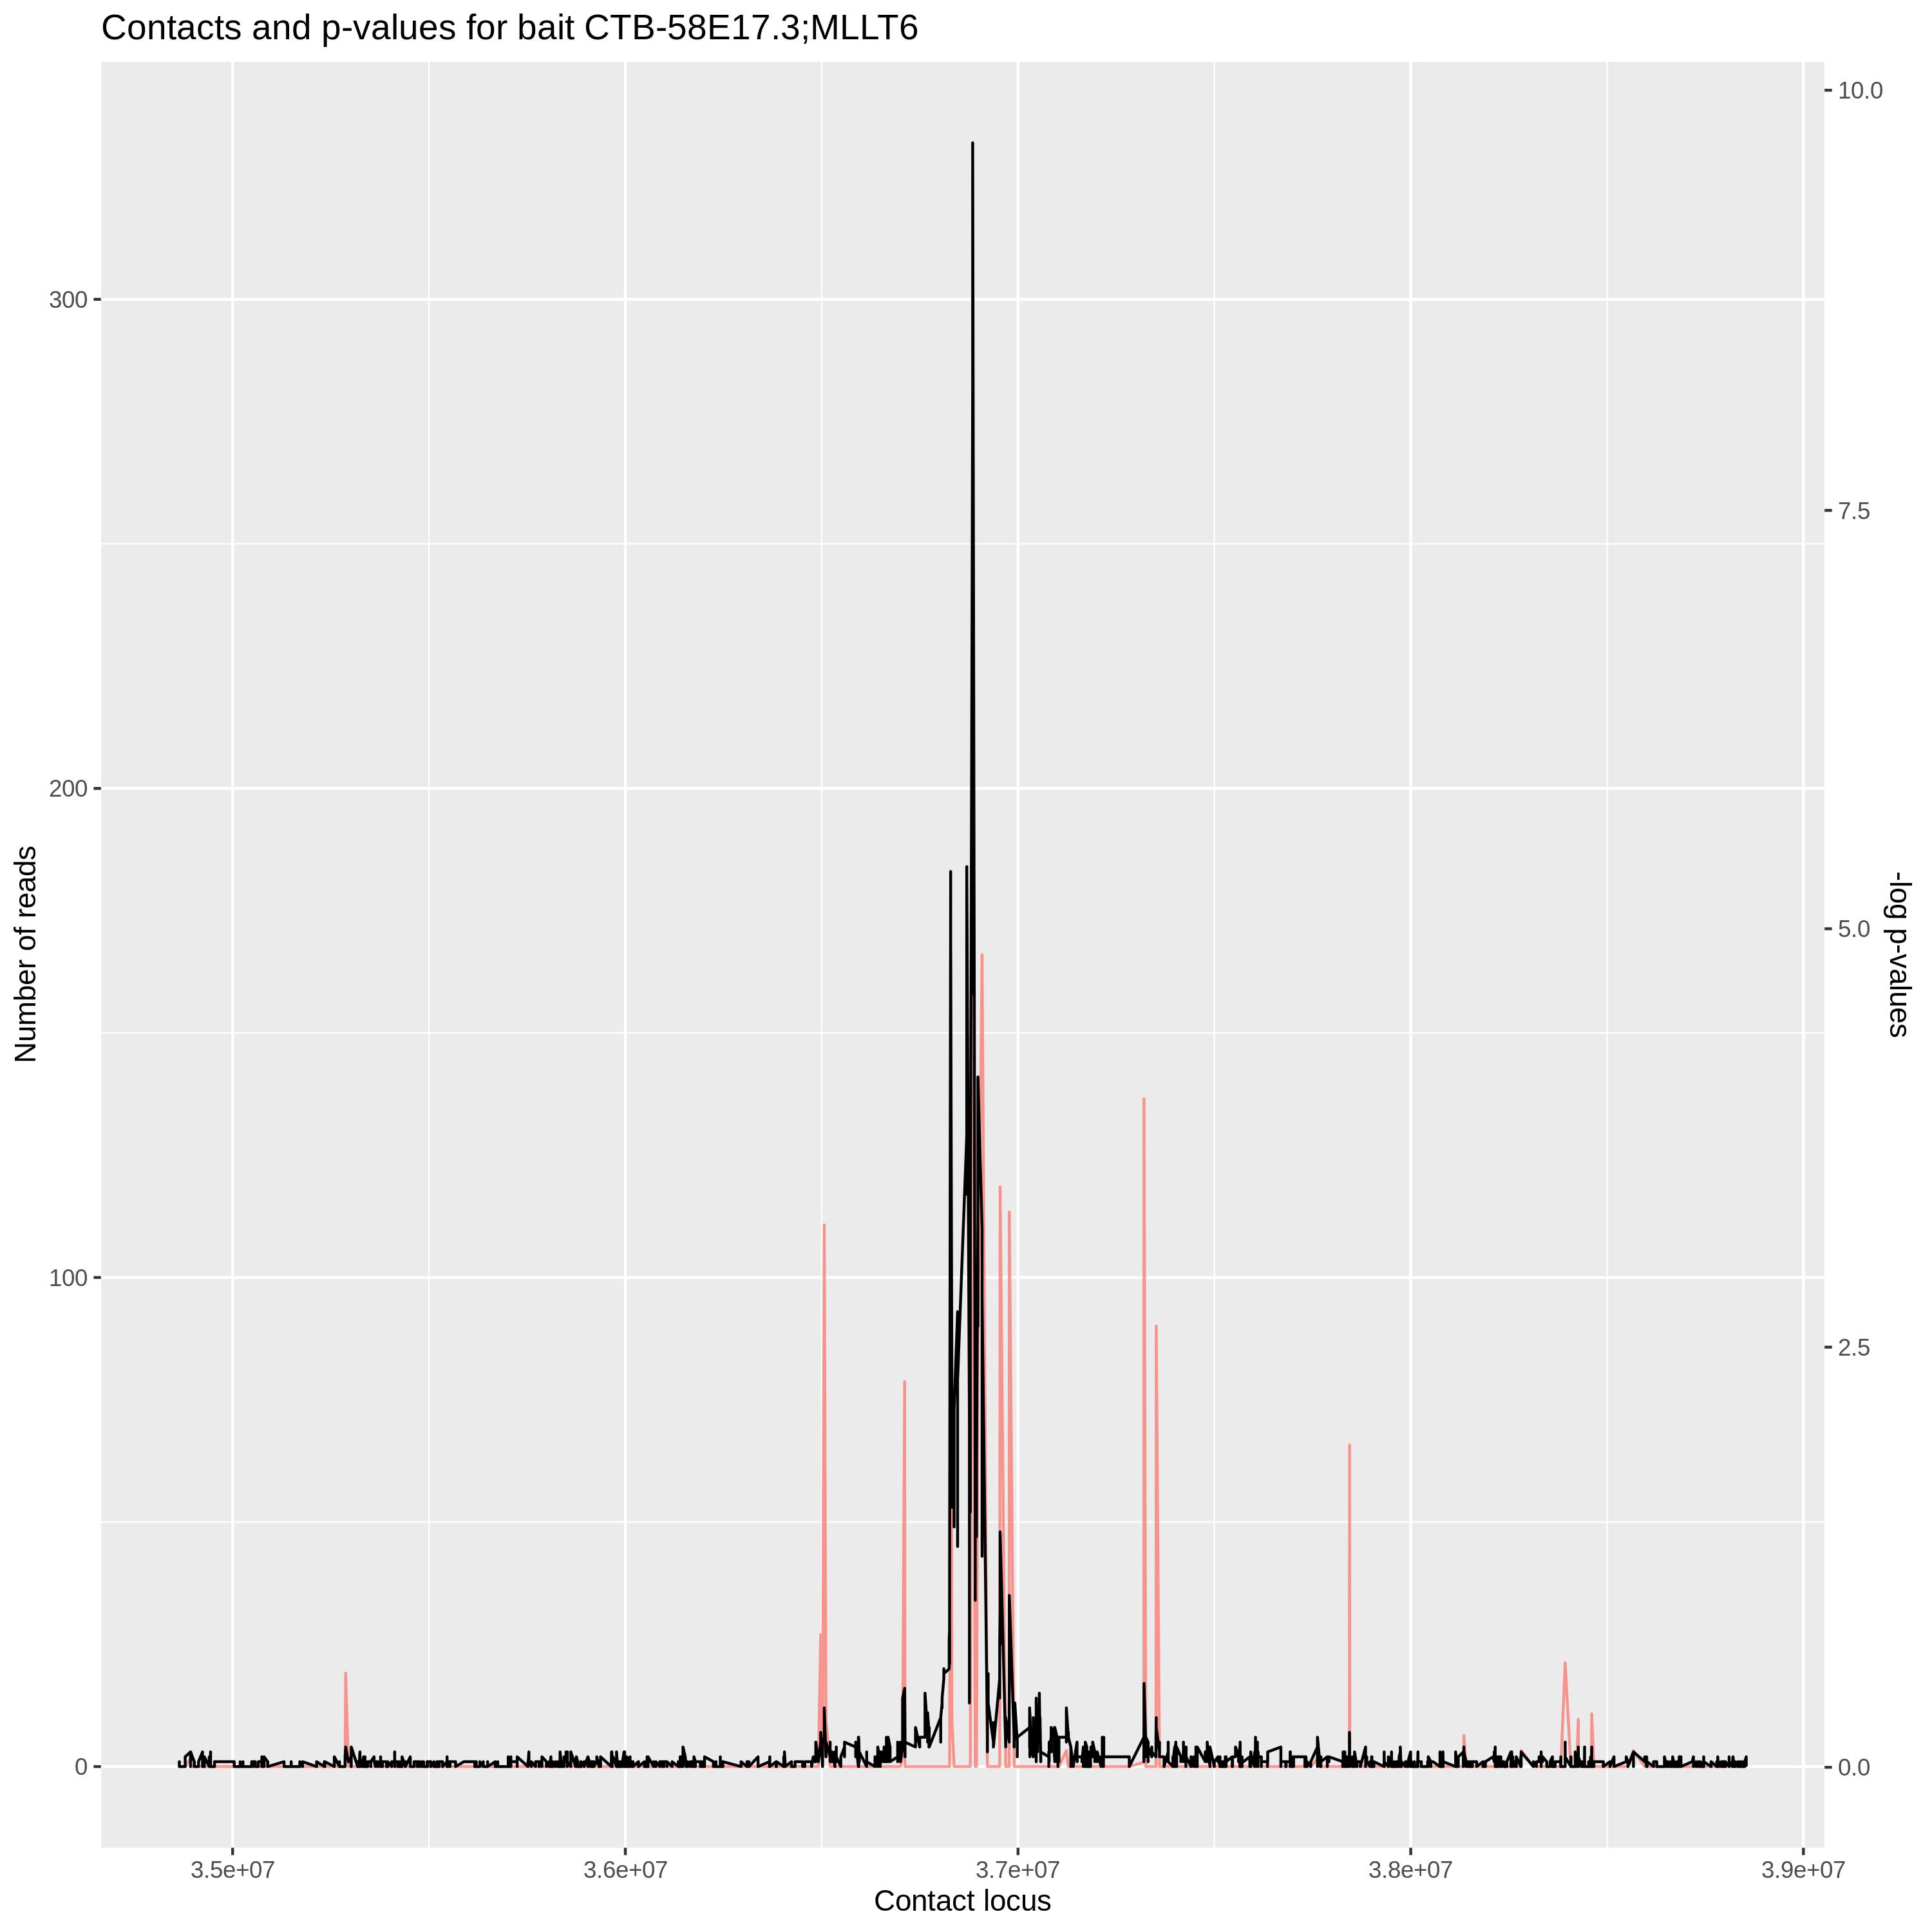 Contacts and p-values for bait CTB-58E17.3;MLLT6
10.0
7.5
5.0
2.5
0.0
300
200
100
0
Number of reads
-log p-values
3.5e+07
3.6e+07
3.7e+07
3.8e+07
3.9e+07
Contact locus